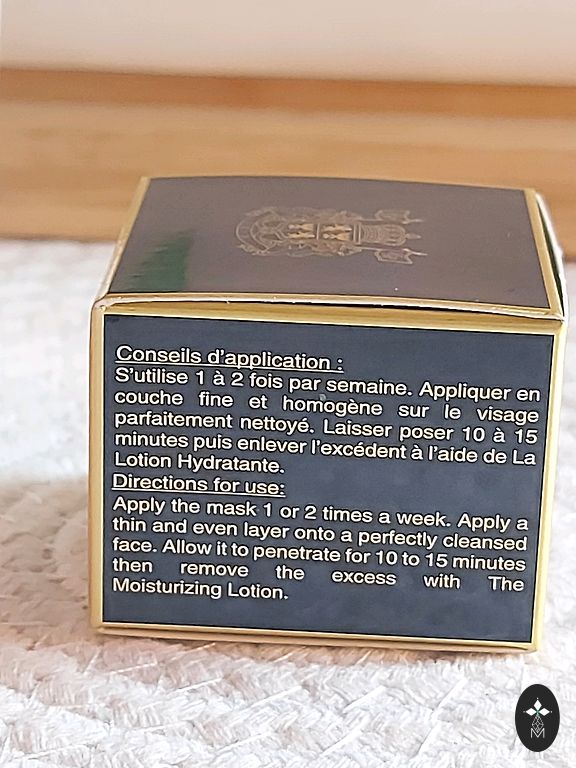 Conseils d'application :
S'utilise 1 à 2 fois par semaine. Appliquer en
couche fine et homogène sur le visage
parfaitement nettoyé. Laisser poser 10 à 15
minutes puis enlever l'excédent à l'aide de La
Lotion Hydratante.
Directions for use:
Apply the mask 1 or 2 times a week. Apply a
thin and even layer onto a perfectly cleansed
face. Allow it to penetrate for 10 to 15 minutes
then remove the excess with The
Moisturizing Lotion.